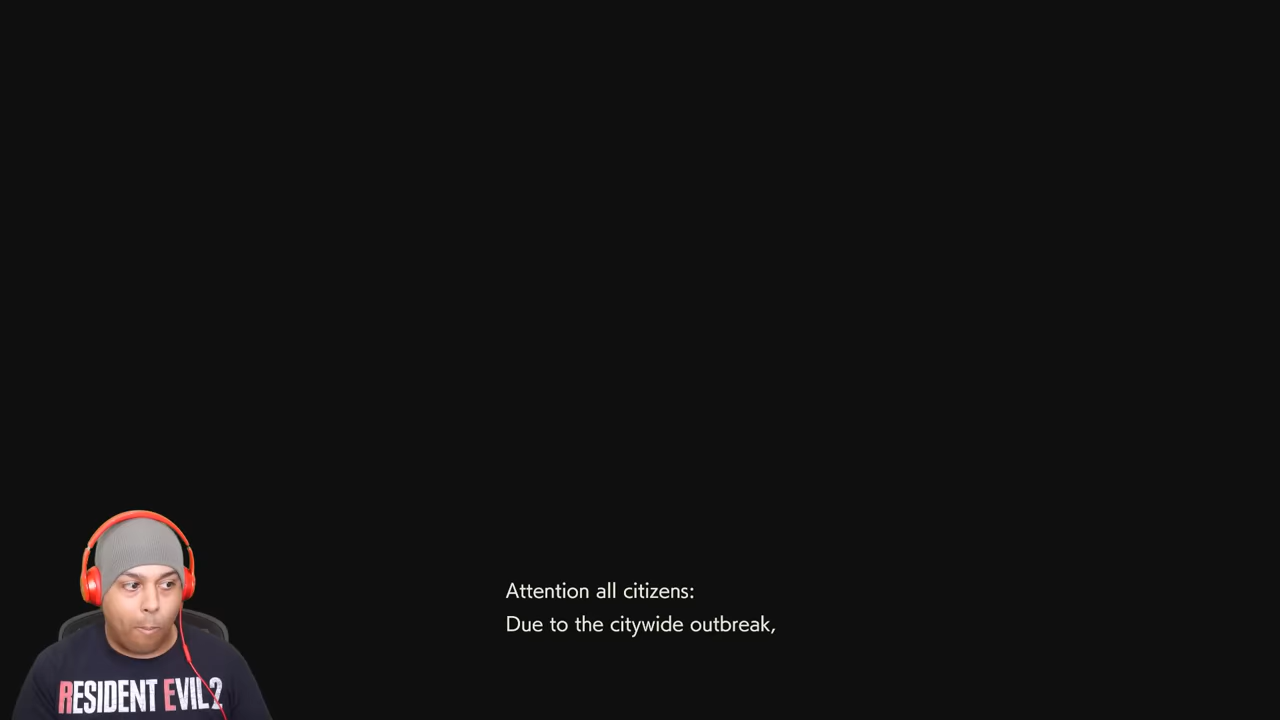 Attention all citizens:
Due to the citywide outbreak,
RESIDENT EVIL 2